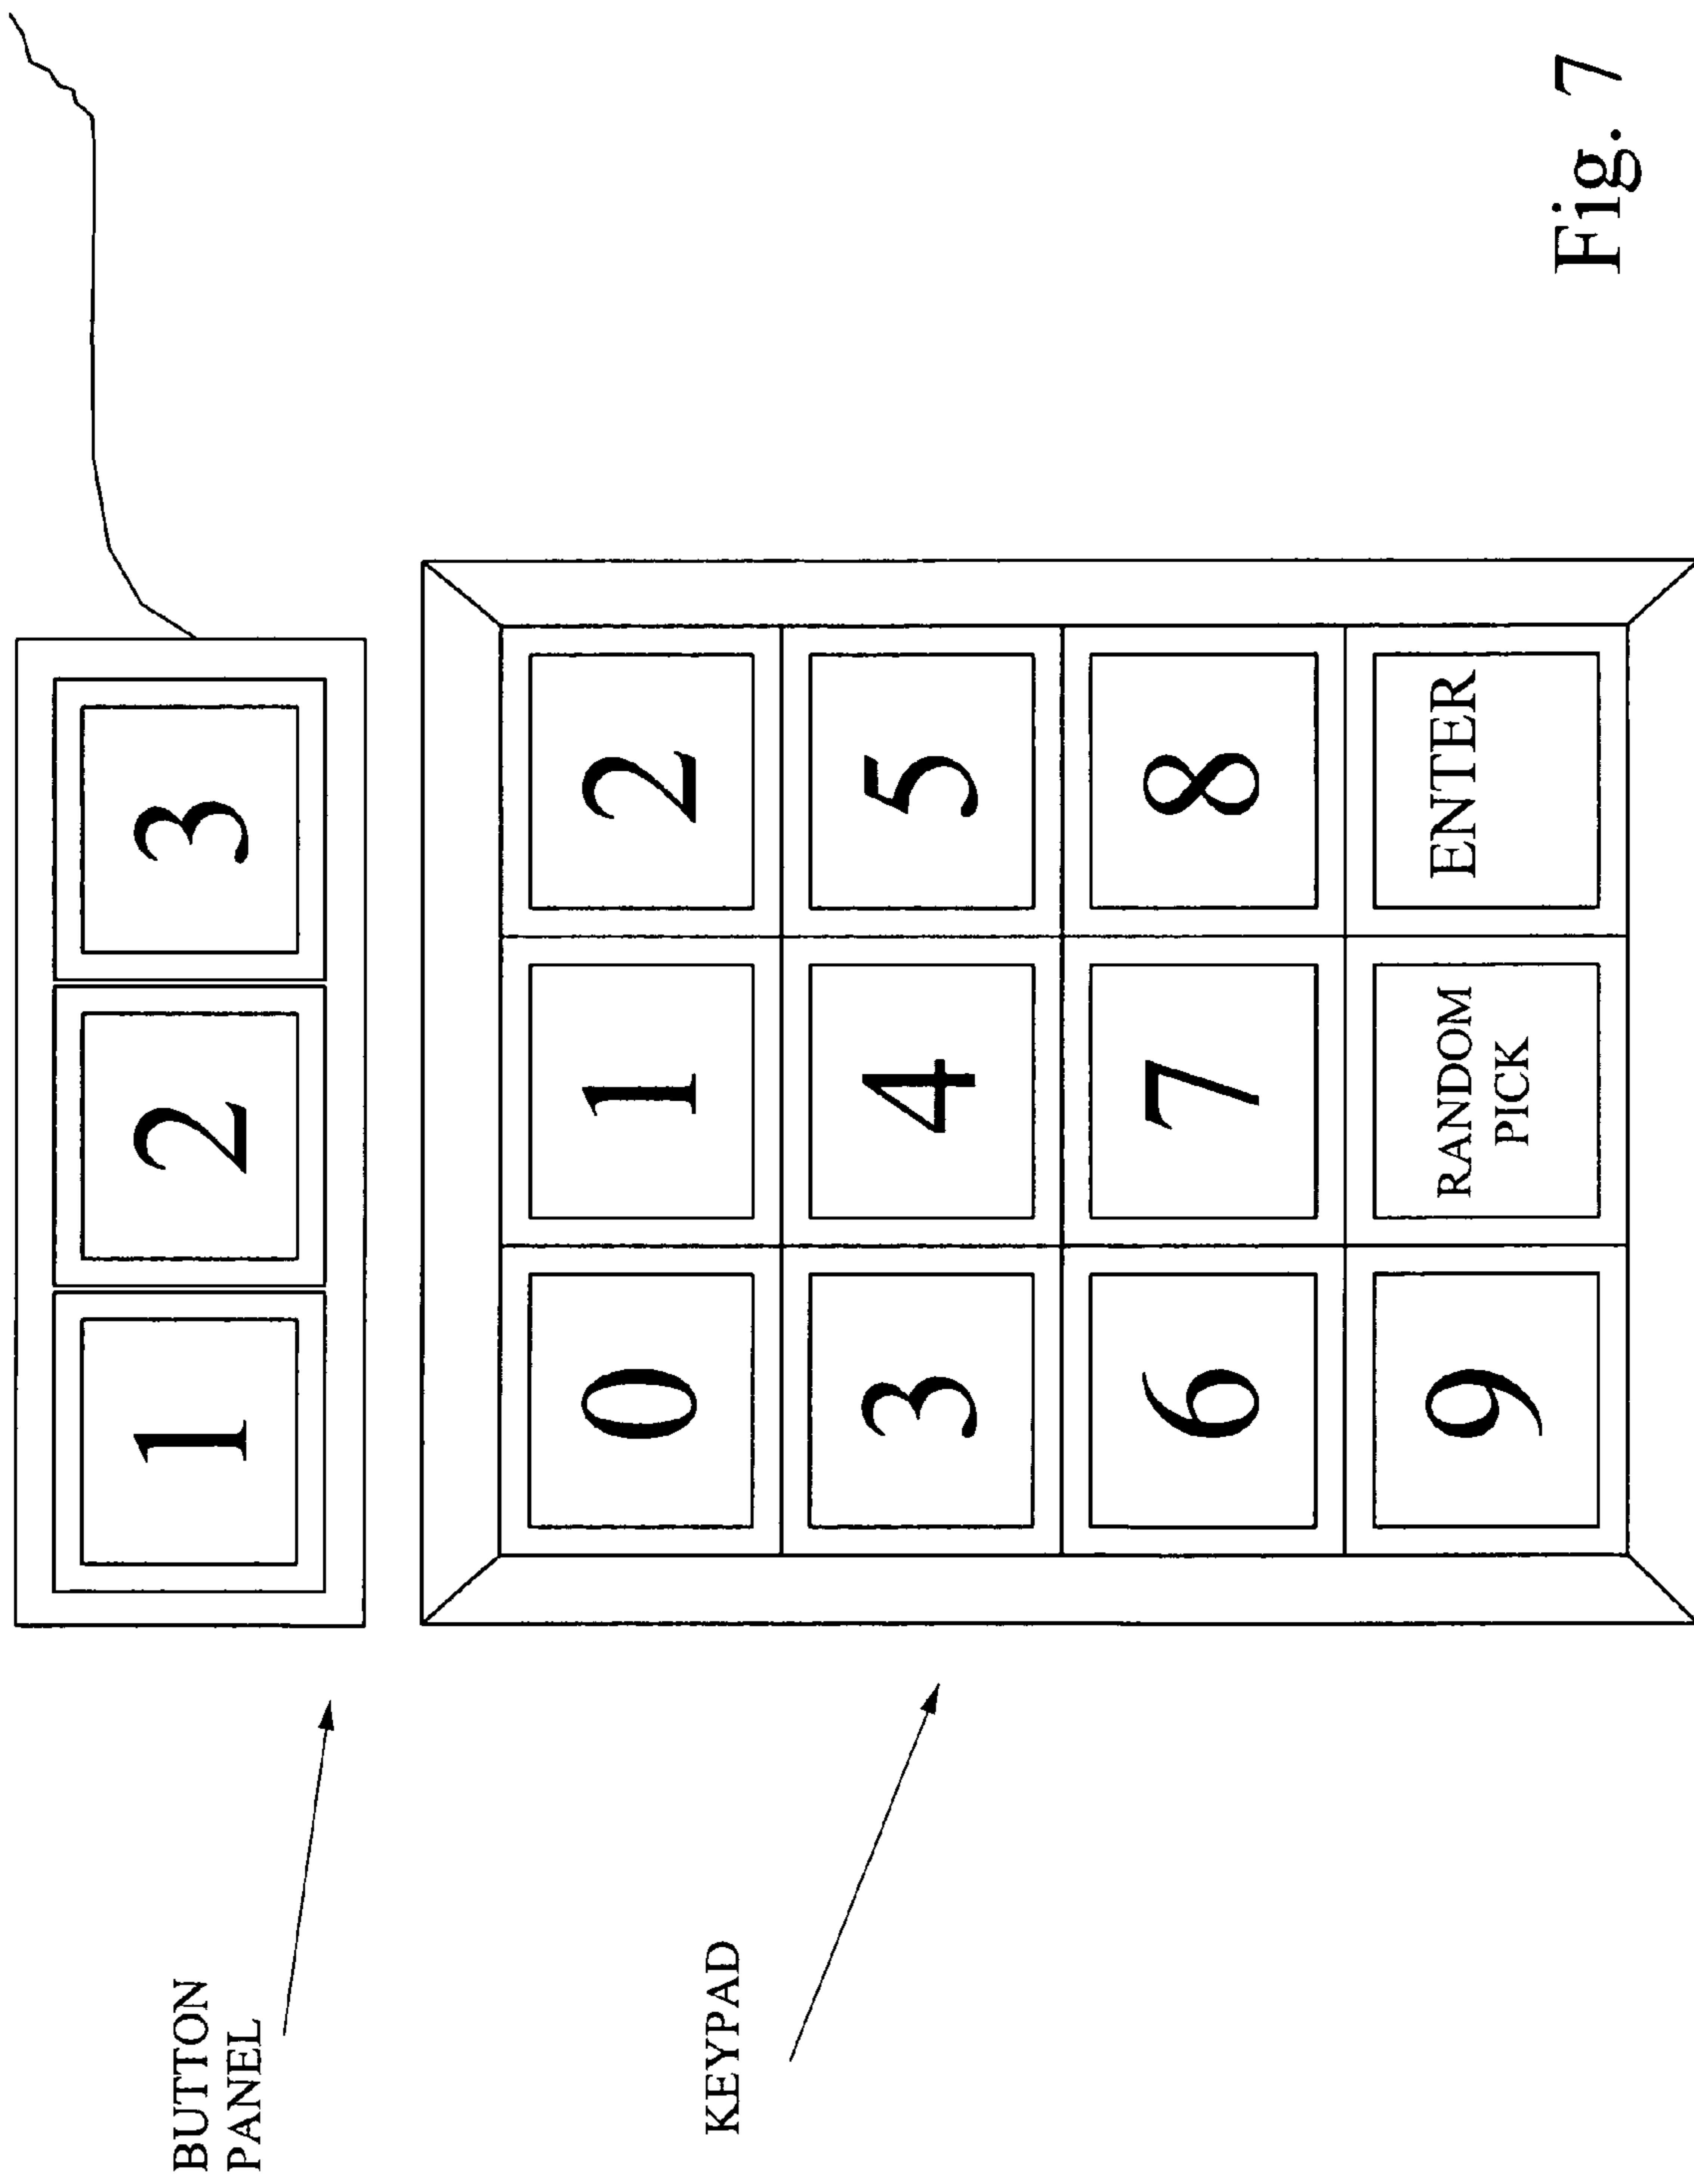 BUTTON
PANEL
1 2 3
KEYPAD
0 1 2
3 4 5
6 7 8
9 RANDOM
PICK ENTER
Fig. 7